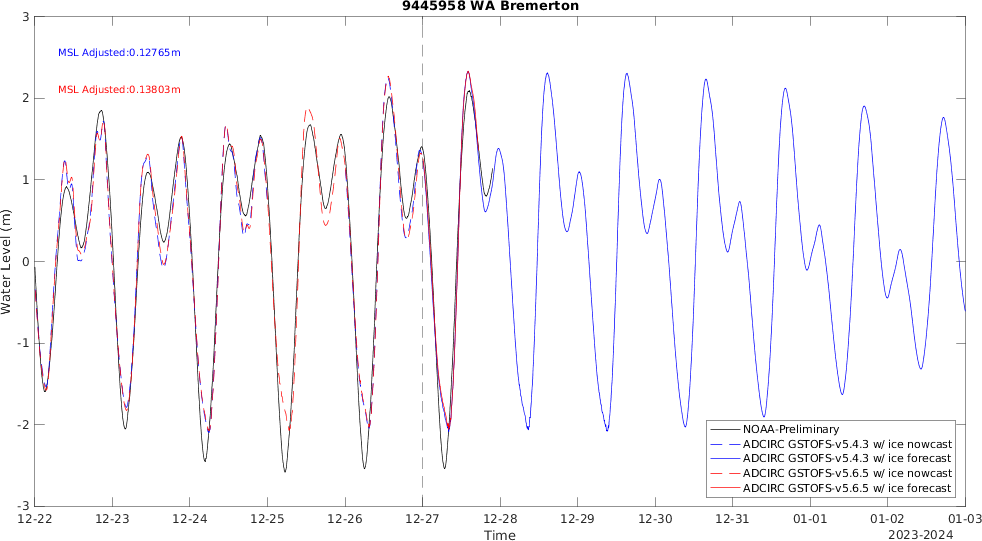 9445958 WA Bremerton
MSL Adjusted:0.12765m
MSL Adjusted:0.13803m
Water Level (m)
3
2
1
0
-1
-2
-3
NOAA-Preliminary
ADCIRC GSTOFS-v5.4.3 w/ ice nowcast
ADCIRC GSTOFS-v5.4.3 w/ ice forecast
ADCIRC GSTOFS-v5.6.5 w/ ice nowcast
ADCIRC GSTOFS-v5.6.5 w/ ice forecast
12-22 12-23 12-24 12-25 12-26 12-27 12-28 12-29 12-30 12-31 01-01 01-02 01-03
Time
2023-2024